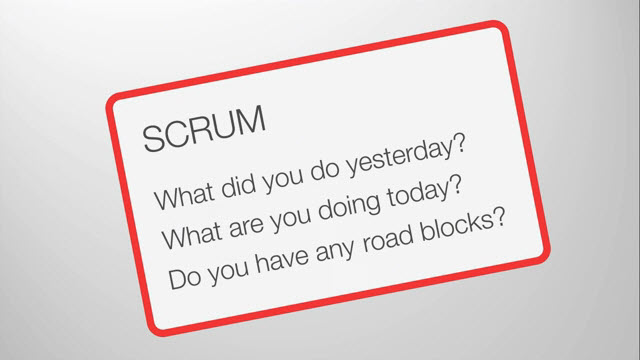 SCRUM
What did you do yesterday?
What are you doing today?
Do you have any road blocks?